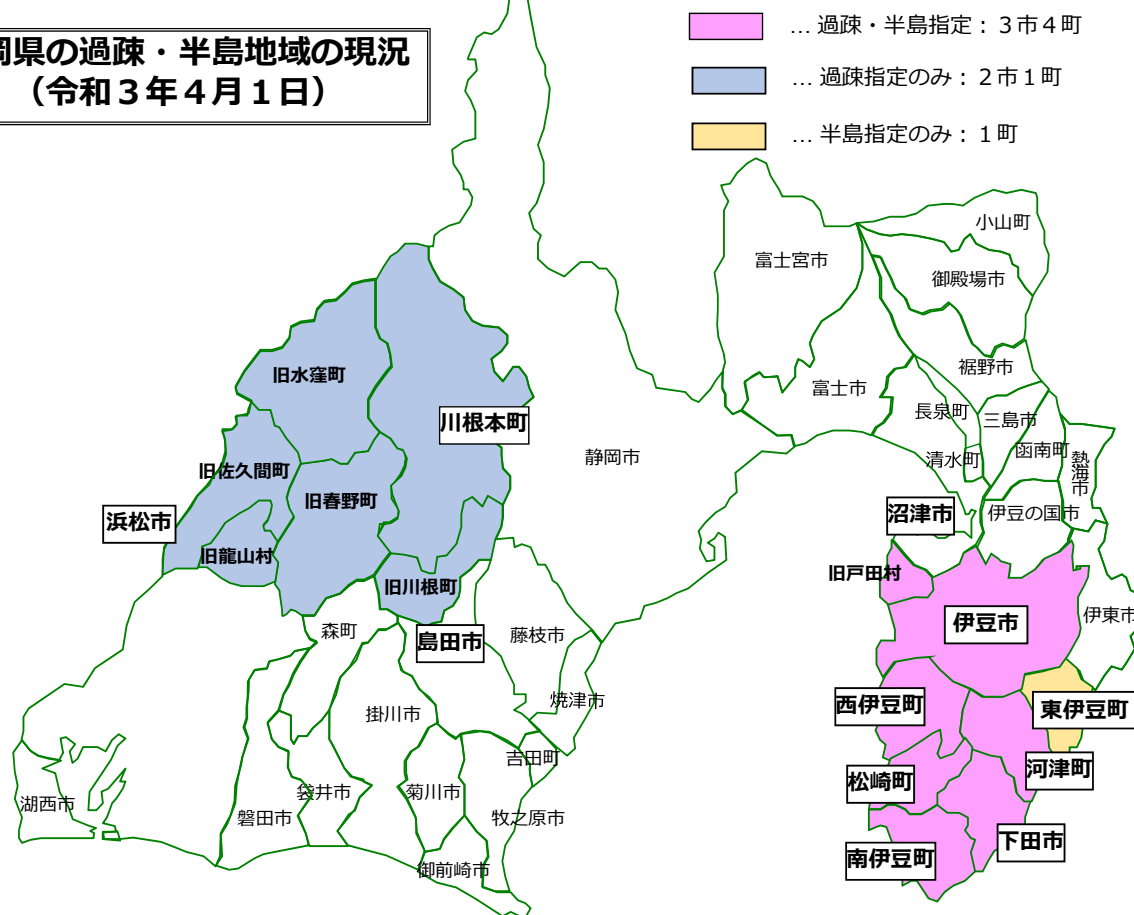 岡県の過疎・半島地域の現況
（令和３年４月１日）
… 過疎・半島指定：３市４町
… 過疎指定のみ：２市１町
… 半島指定のみ：１町
小山町
富士宮市
御殿場市
裾野市
旧水窪町
富士市
長泉町
三島市
川根本町
函南町
静岡市
清水町
熱海市
旧佐久間町
旧春野町
浜松市
沼津市
伊豆の国市
旧龍山村
旧戸田村
旧川根町
伊豆市
伊東市
森町
島田市
藤枝市
焼津市
西伊豆町
東伊豆町
掛川市
吉田町
河津町
松崎町
湖西市
磐田市
袋井市
菊川市
牧之原市
下田市
南伊豆町
御前崎市